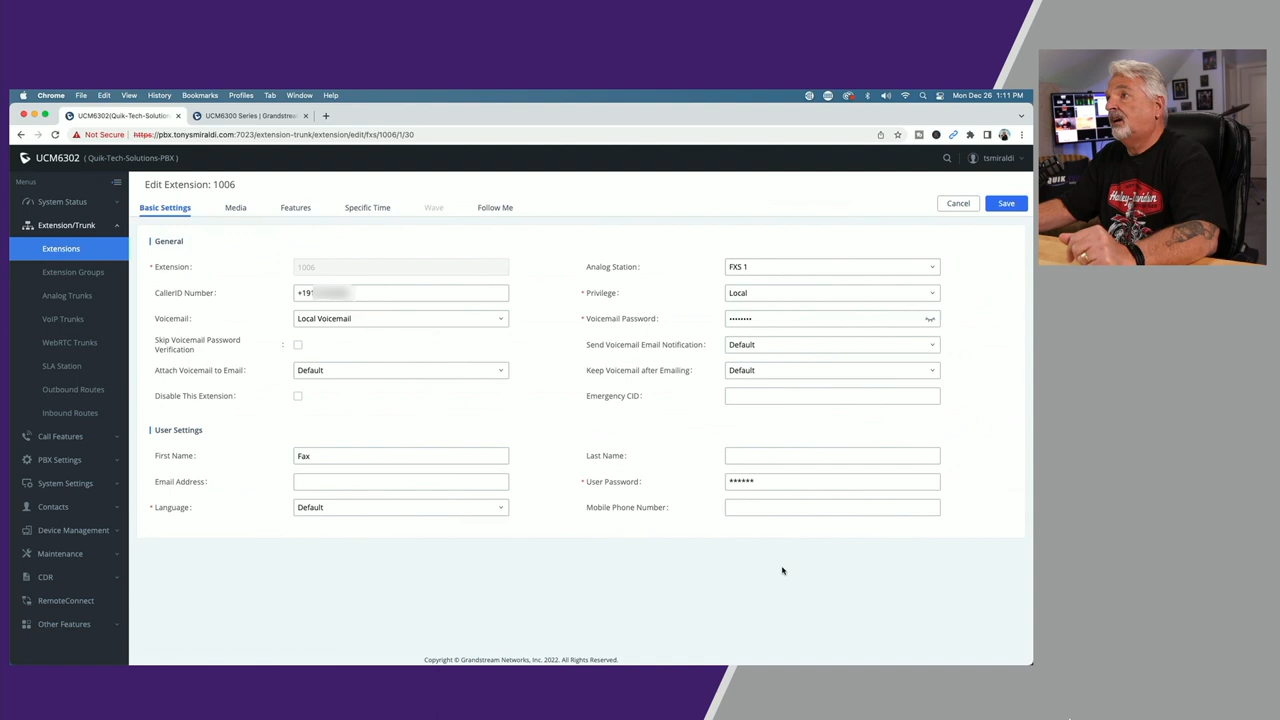 Chrome File Edit View History Bookmarks Profiles Tab Window Help Mon Dec 26 1:11 PM
UCM6302(Quik-Tech-Solutions- UCM6300 Series | Grandstrea
Not Secure https://pbx.tonysmiraldi.com:7023/extension-trunk/extension/edit/fxs/1006/1/30
UCM6302 ( Quik-Tech-Solutions-PBX ) tsmiraldi
Menus
System Status
Extension/Trunk
Extensions
Extension Groups
Analog Trunks
VoIP Trunks
WebRTC Trunks
SLA Station
Outbound Routes
Inbound Routes
Call Features
PBX Settings
System Settings
Contacts
Device Management
Maintenance
CDR
RemoteConnect
Other Features
Edit Extension: 1006
Basic Settings Media Features Specific Time Wave Follow Me Cancel Save
General
* Extension: 1006 Analog Station: FXS 1
CallerID Number: +19 * Privilege: Local
Voicemail: Local Voicemail * Voicemail Password: ••••••••
Skip Voicemail Password
Verification : Send Voicemail Email Notification: Default
Attach Voicemail to Email: Default Keep Voicemail after Emailing: Default
Disable This Extension: Emergency CID:
User Settings
First Name: Fax Last Name:
Email Address: * User Password: ******
* Language: Default Mobile Phone Number:
Copyright © Grandstream Networks, Inc. 2022. All Rights Reserved.
Harley-Davidson
QUIK